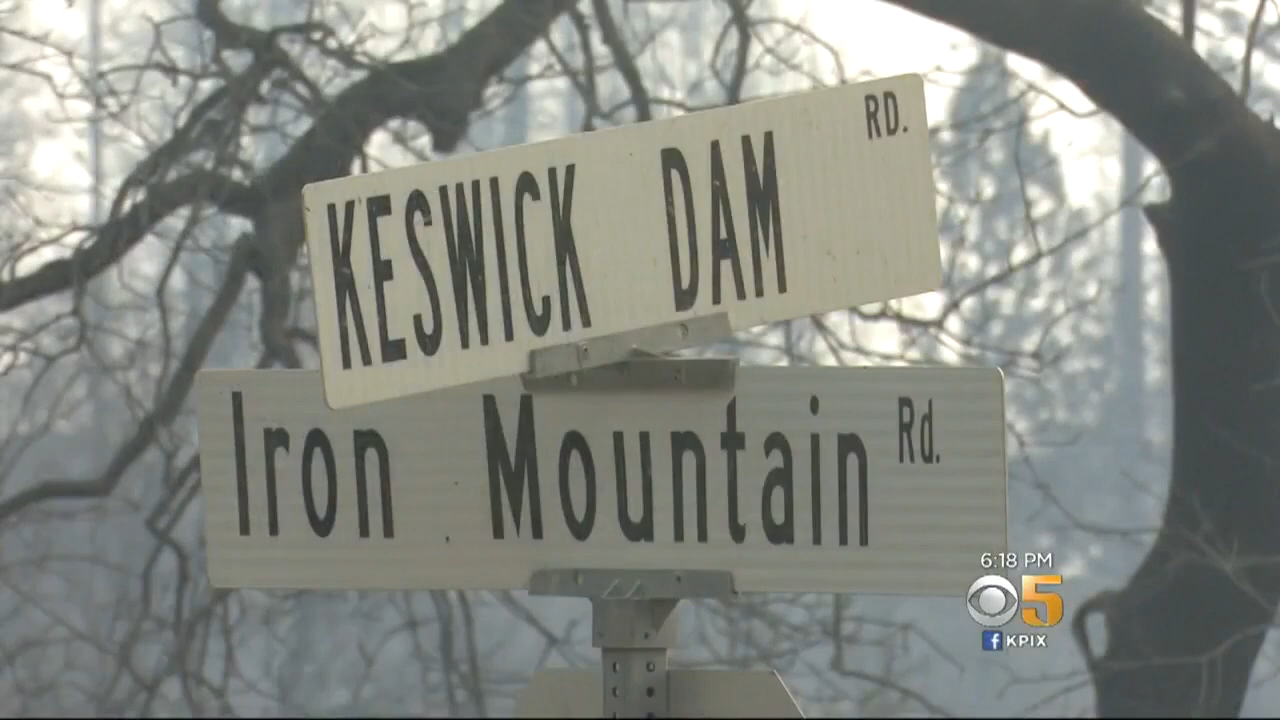 KESWICK DAM RD.
Iron Mountain Rd.
6:18 PM
5
f KPIX